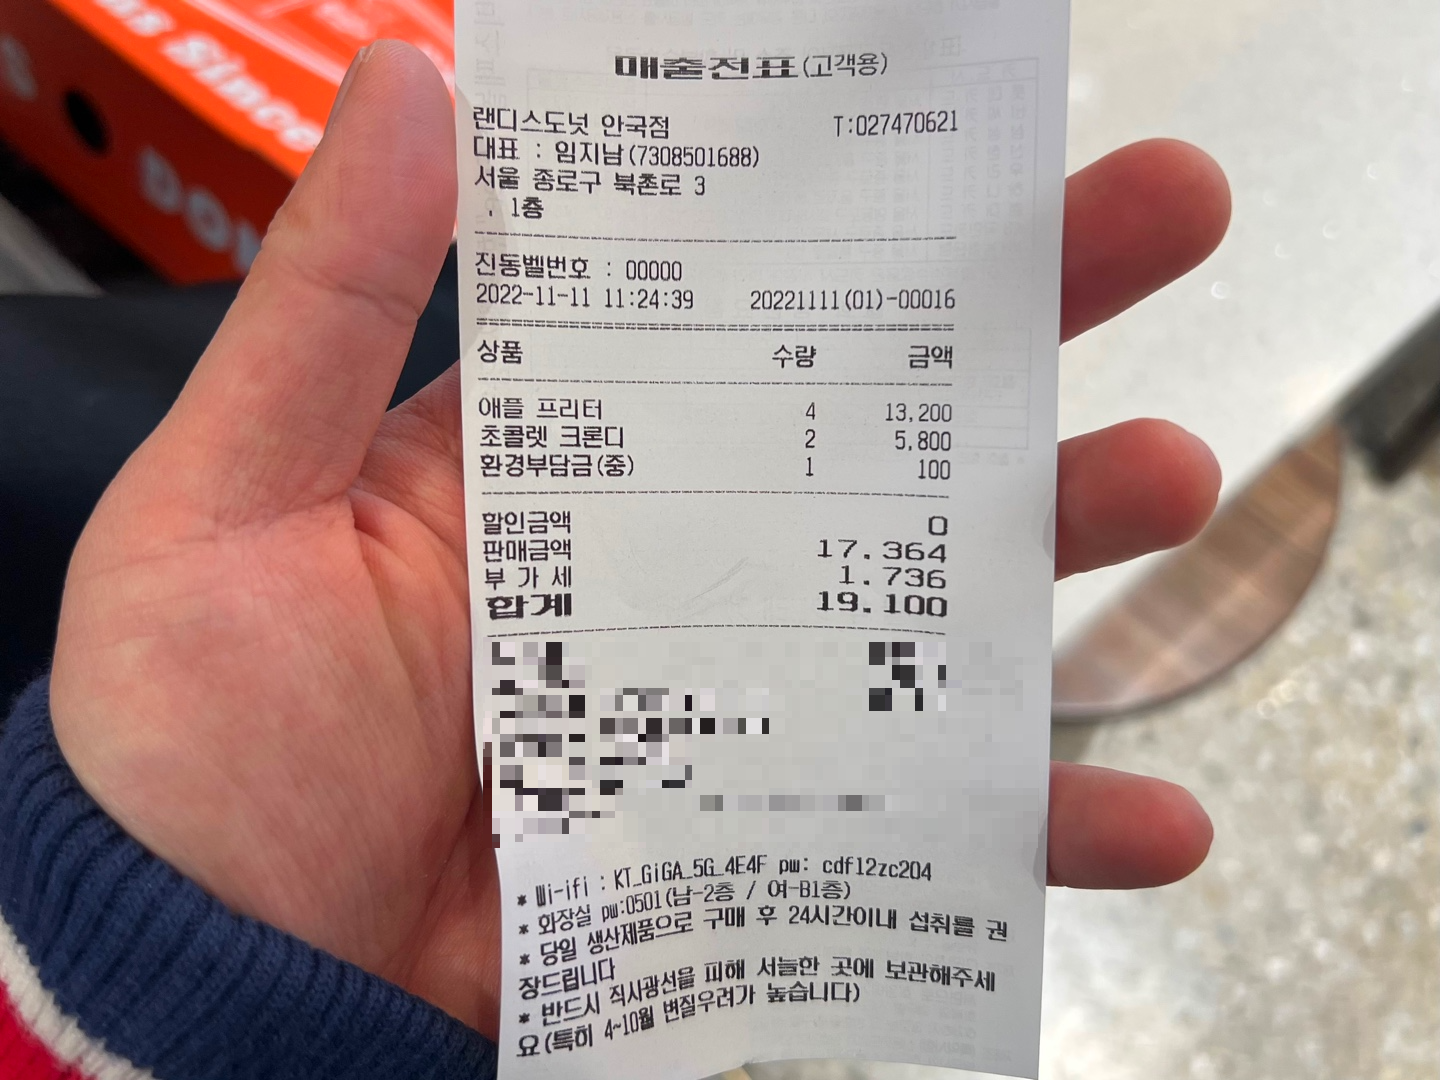 ns Since
DON
매출전표(고객용)
랜디스도넛 안국점 T:027470621
대표 : 임지남(7308501688)
서울 종로구 북촌로 3
, 1층
진동벨번호 : 00000
2022-11-11 11:24:39 20221111(01)-00016
상품 수량 금액
애플 프리터 4 13,200
초콜렛 크론디 2 5,800
환경부담금(중) 1 100
할인금액 0
판매금액 17.364
부 가 세 1.736
합계 19.100
* Wi-ifi : KT_GiGA_5G_4E4F pw: cdf12zc204
* 화장실 pw:0501(남-2층 / 여-B1층)
* 당일 생산제품으로 구매 후 24시간이내 섭취를 권
장드립니다
* 반드시 직사광선을 피해 서늘한 곳에 보관해주세
요(특히 4~10월 변질우려가 높습니다)